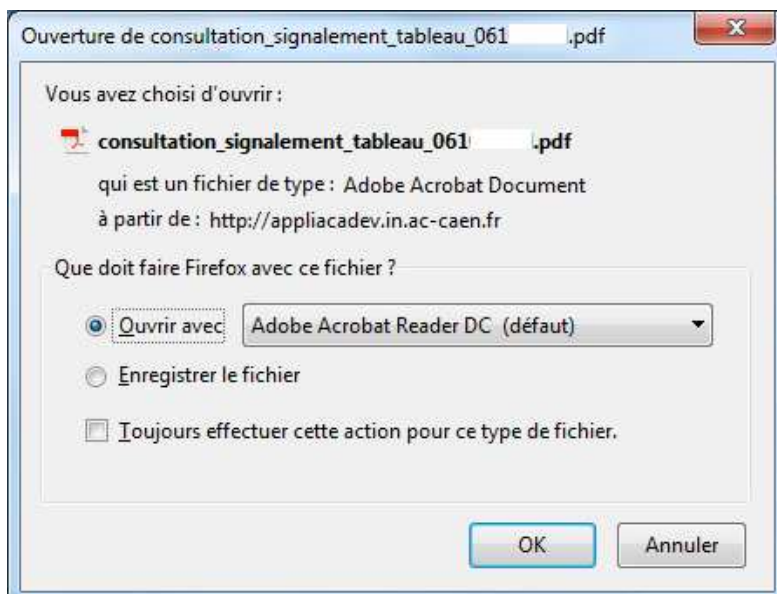 Ouverture de consultation_signalement_tableau_061 .pdf
Vous avez choisi d'ouvrir :
consultation_signalement_tableau_061 .pdf
qui est un fichier de type : Adobe Acrobat Document
à partir de : http://appliacadev.in.ac-caen.fr
Que doit faire Firefox avec ce fichier ?
Ouvrir avec Adobe Acrobat Reader DC (défaut)
Enregistrer le fichier
Toujours effectuer cette action pour ce type de fichier.
OK Annuler